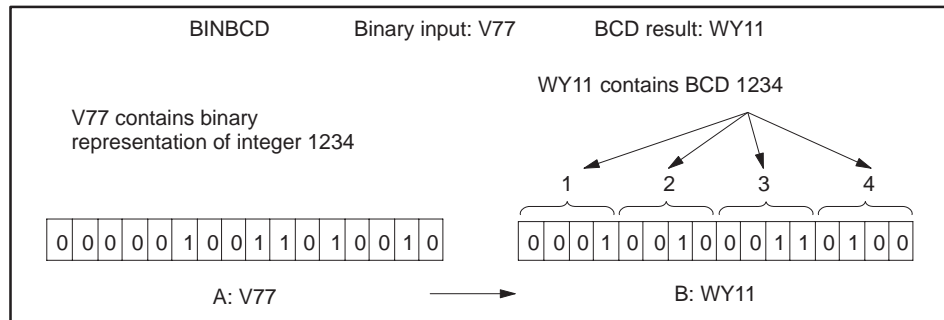 BINBCD Binary input: V77 BCD result: WY11
WY11 contains BCD 1234
V77 contains binary
representation of integer 1234
1 2 3 4
0 0 0 0 0 1 0 0 1 1 0 1 0 0 1 0 0 0 0 1 0 0 1 0 0 0 1 1 0 1 0 0
A: V77 B: WY11